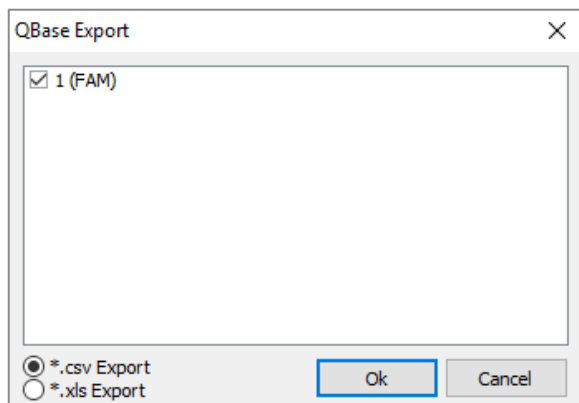 QBase Export
1 (FAM)
*.csv Export
*.xls Export
Ok
Cancel